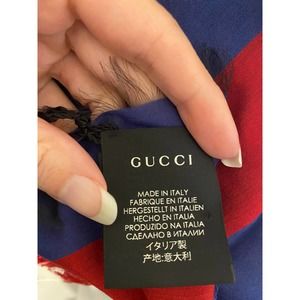 GUCCI
MADE IN ITALY
FABRIQUE EN ITALIE
HERGESTELLT IN ITALIEN
HECHO EN ITALIA
PRODUZIDO NA ITALIA
СДЕЛАНО В ИТАЛИИ
イタリア製
产地:意大利